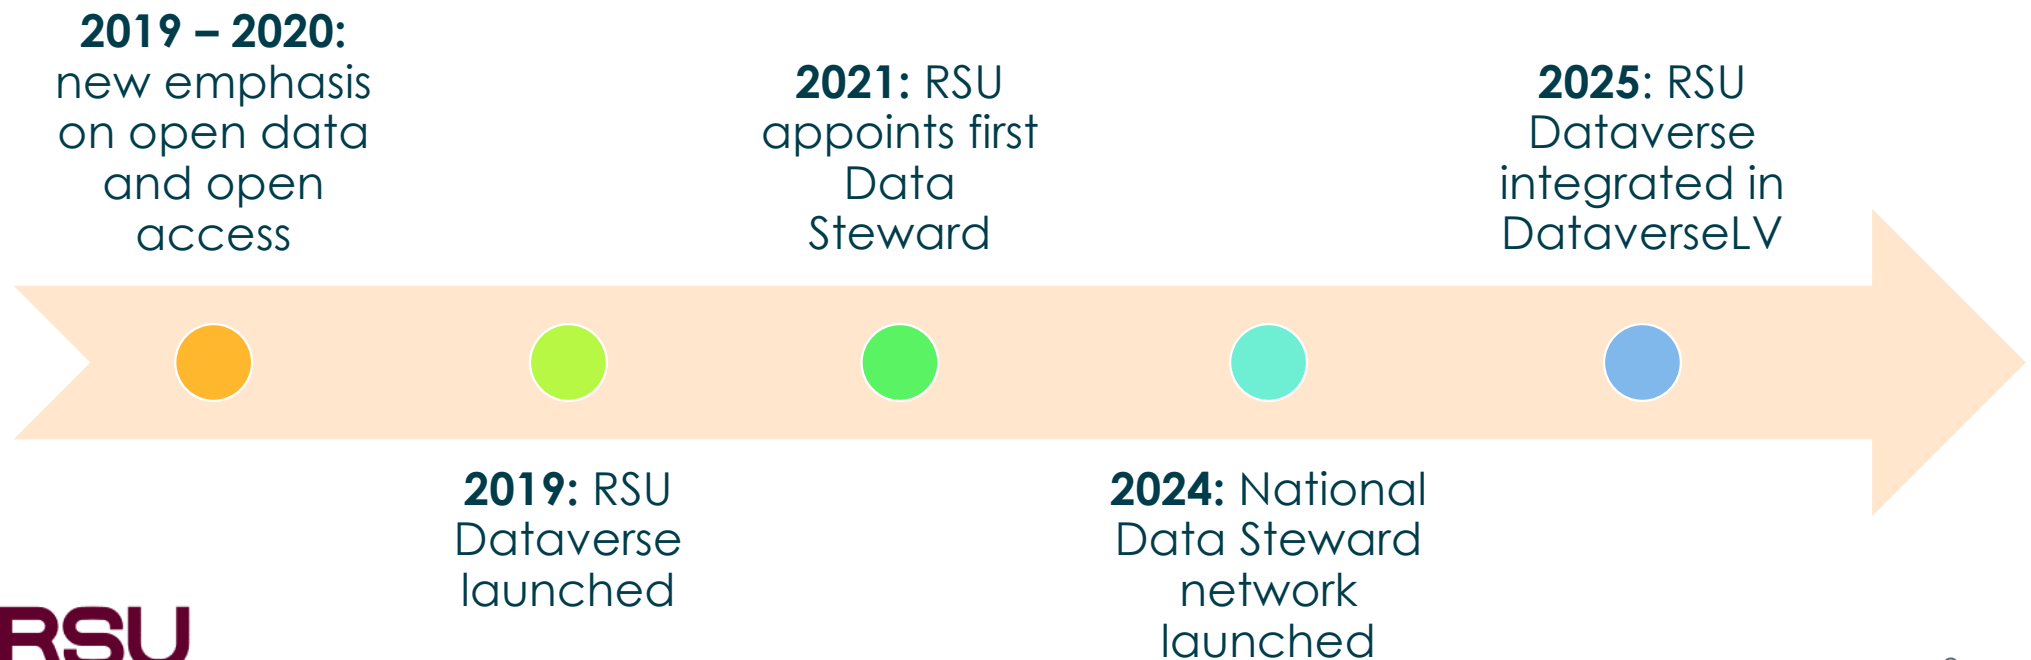 2019 – 2020:
new emphasis
on open data
and open
access
2019: RSU
Dataverse
launched
2021: RSU
appoints first
Data
Steward
2024: National
Data Steward
network
launched
2025: RSU
Dataverse
integrated in
DataverseLV
RSU